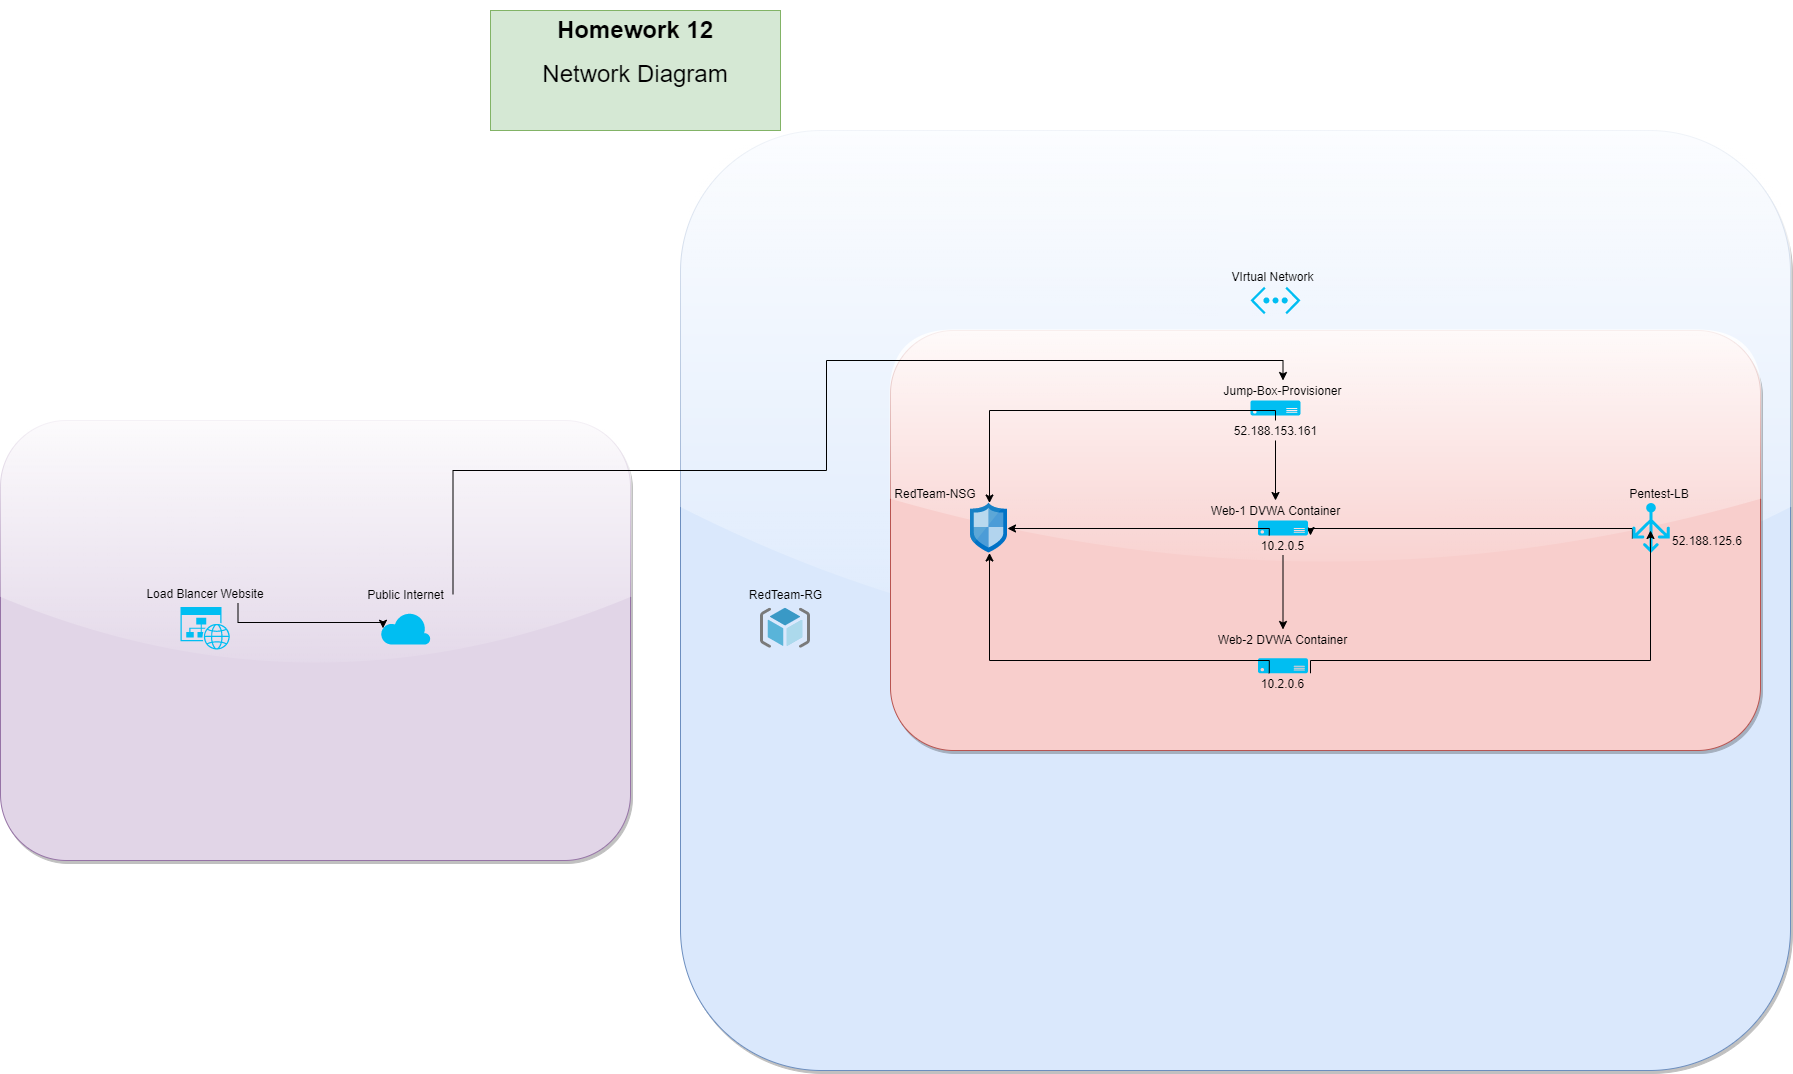 Homework 12
Network Diagram
VIrtual Network
Jump-Box-Provisioner
52.188.153.161
RedTeam-NSG
Pentest-LB
Web-1 DVWA Container
52.188.125.6
10.2.0.5
Load Blancer Website
Public Internet
RedTeam-RG
Web-2 DVWA Container
10.2.0.6